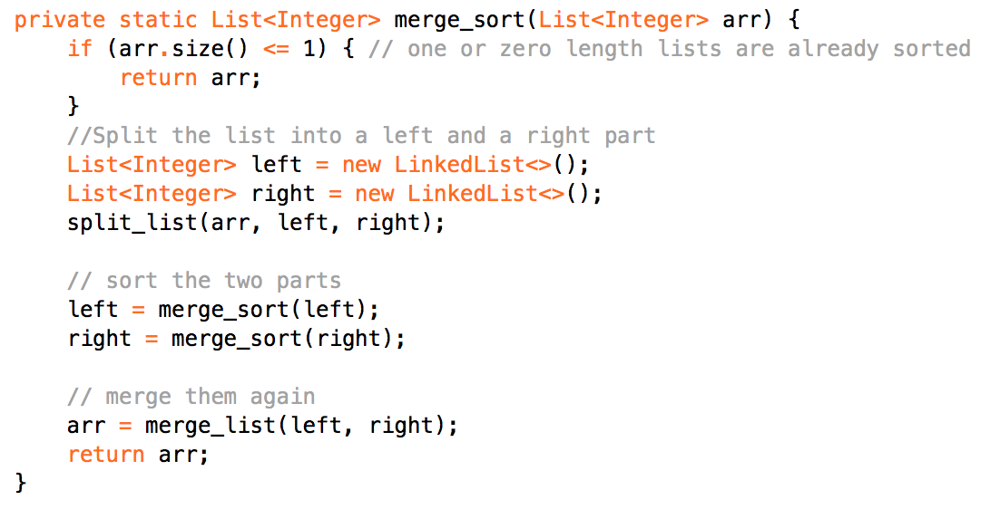 private static List<Integer> merge_sort(List<Integer> arr) {
    if (arr.size() <= 1) { // one or zero length lists are already sorted
        return arr;
    }
    //Split the list into a left and a right part
    List<Integer> left = new LinkedList<>();
    List<Integer> right = new LinkedList<>();
    split_list(arr, left, right);

    // sort the two parts
    left = merge_sort(left);
    right = merge_sort(right);

    // merge them again
    arr = merge_list(left, right);
    return arr;
}